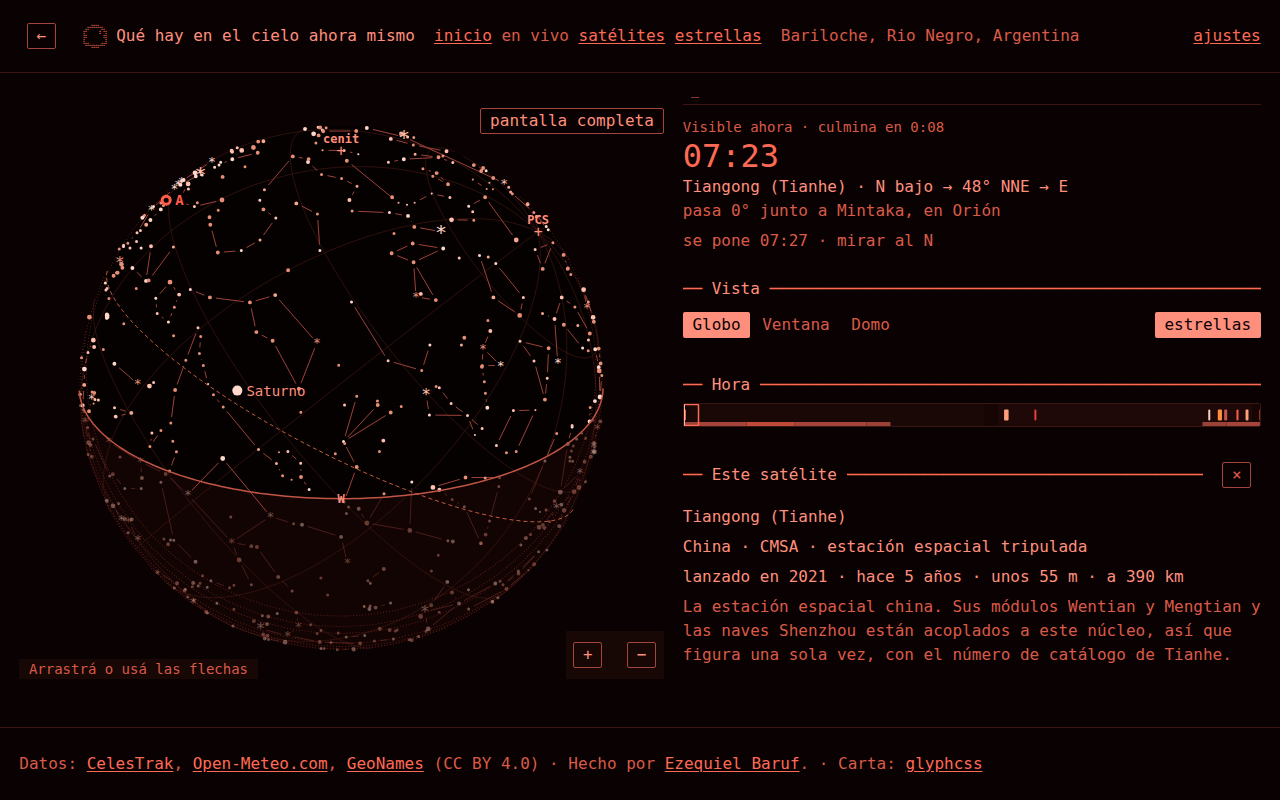 ← Qué hay en el cielo ahora mismo inicio en vivo satélites estrellas Bariloche, Rio Negro, Argentina ajustes
pantalla completa
cenit
A
PCS
Saturno
W
Arrastrá o usá las flechas
+ −
Visible ahora · culmina en 0:08
07:23
Tiangong (Tianhe) · N bajo → 48° NNE → E
pasa 0° junto a Mintaka, en Orión
se pone 07:27 · mirar al N
Vista
Globo Ventana Domo estrellas
Hora
Este satélite ×
Tiangong (Tianhe)
China · CMSA · estación espacial tripulada
lanzado en 2021 · hace 5 años · unos 55 m · a 390 km
La estación espacial china. Sus módulos Wentian y Mengtian y
las naves Shenzhou están acoplados a este núcleo, así que
figura una sola vez, con el número de catálogo de Tianhe.
Datos: CelesTrak, Open-Meteo.com, GeoNames (CC BY 4.0) · Hecho por Ezequiel Baruf. · Carta: glyphcss